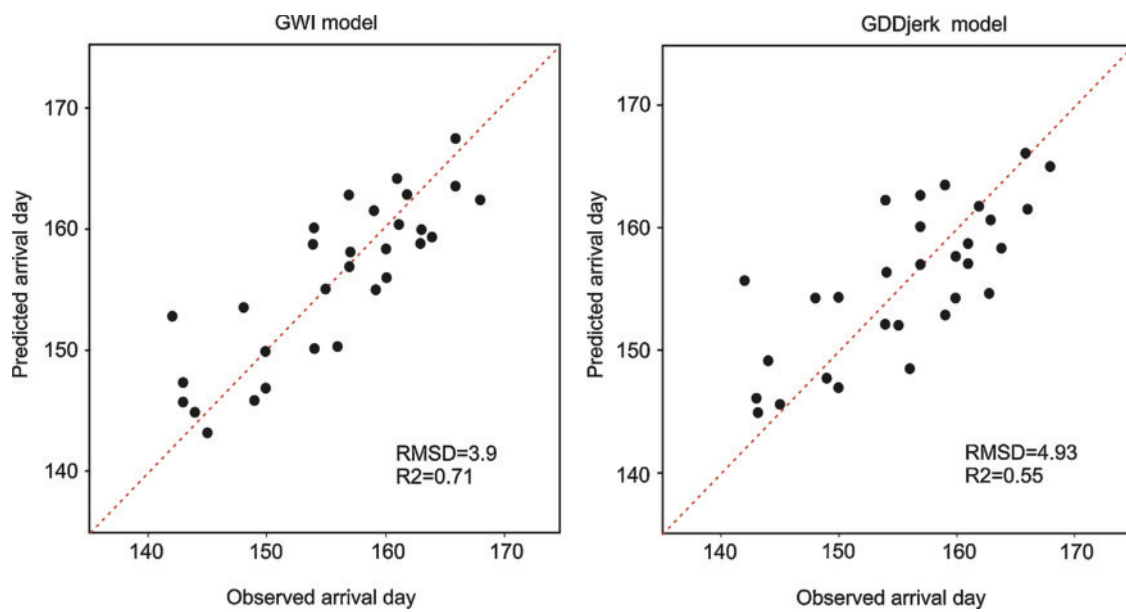 GWI model
170
160
150
140
140 150 160 170
Predicted arrival day
Observed arrival day
RMSD=3.9
R2=0.71
GDDjerk model
170
160
150
140
140 150 160 170
Predicted arrival day
Observed arrival day
RMSD=4.93
R2=0.55